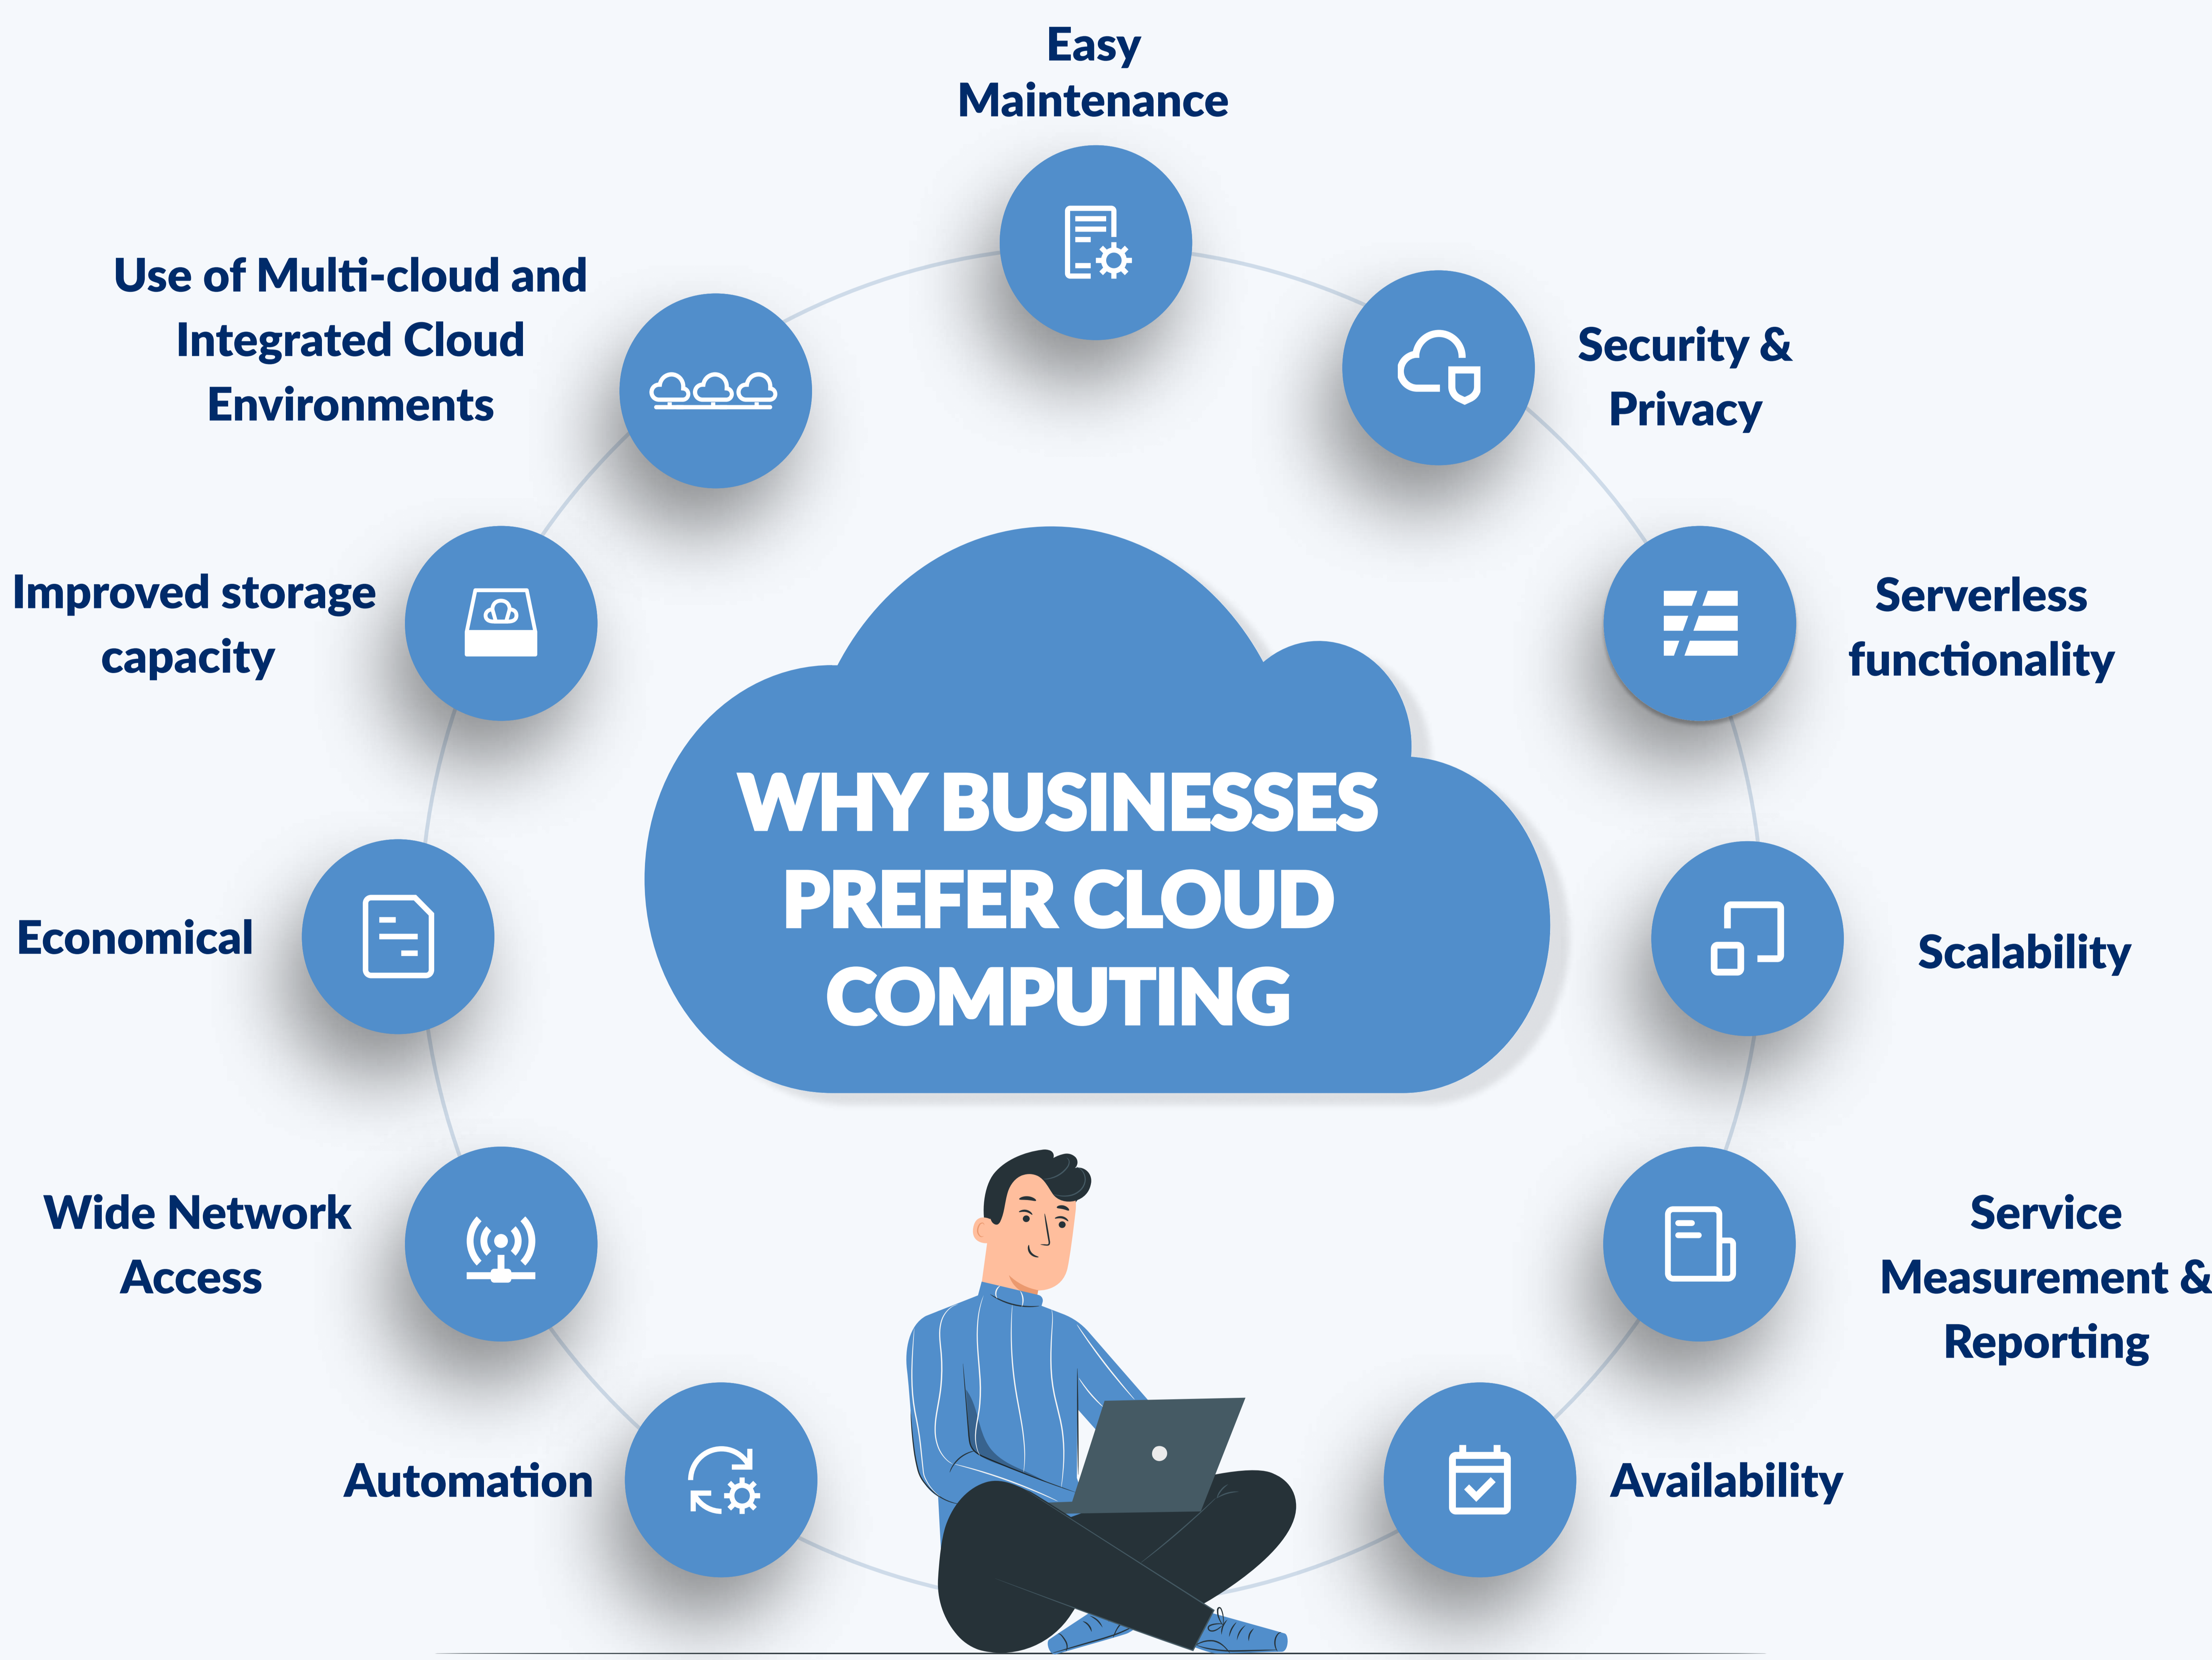 Easy
Maintenance
Use of Multi-cloud and
Integrated Cloud
Environments
Security &
Privacy
Improved storage
capacity
Serverless
functionality
WHY BUSINESSES
PREFER CLOUD
COMPUTING
Economical
Scalability
Wide Network
Access
Service
Measurement &
Reporting
Automation
Availability